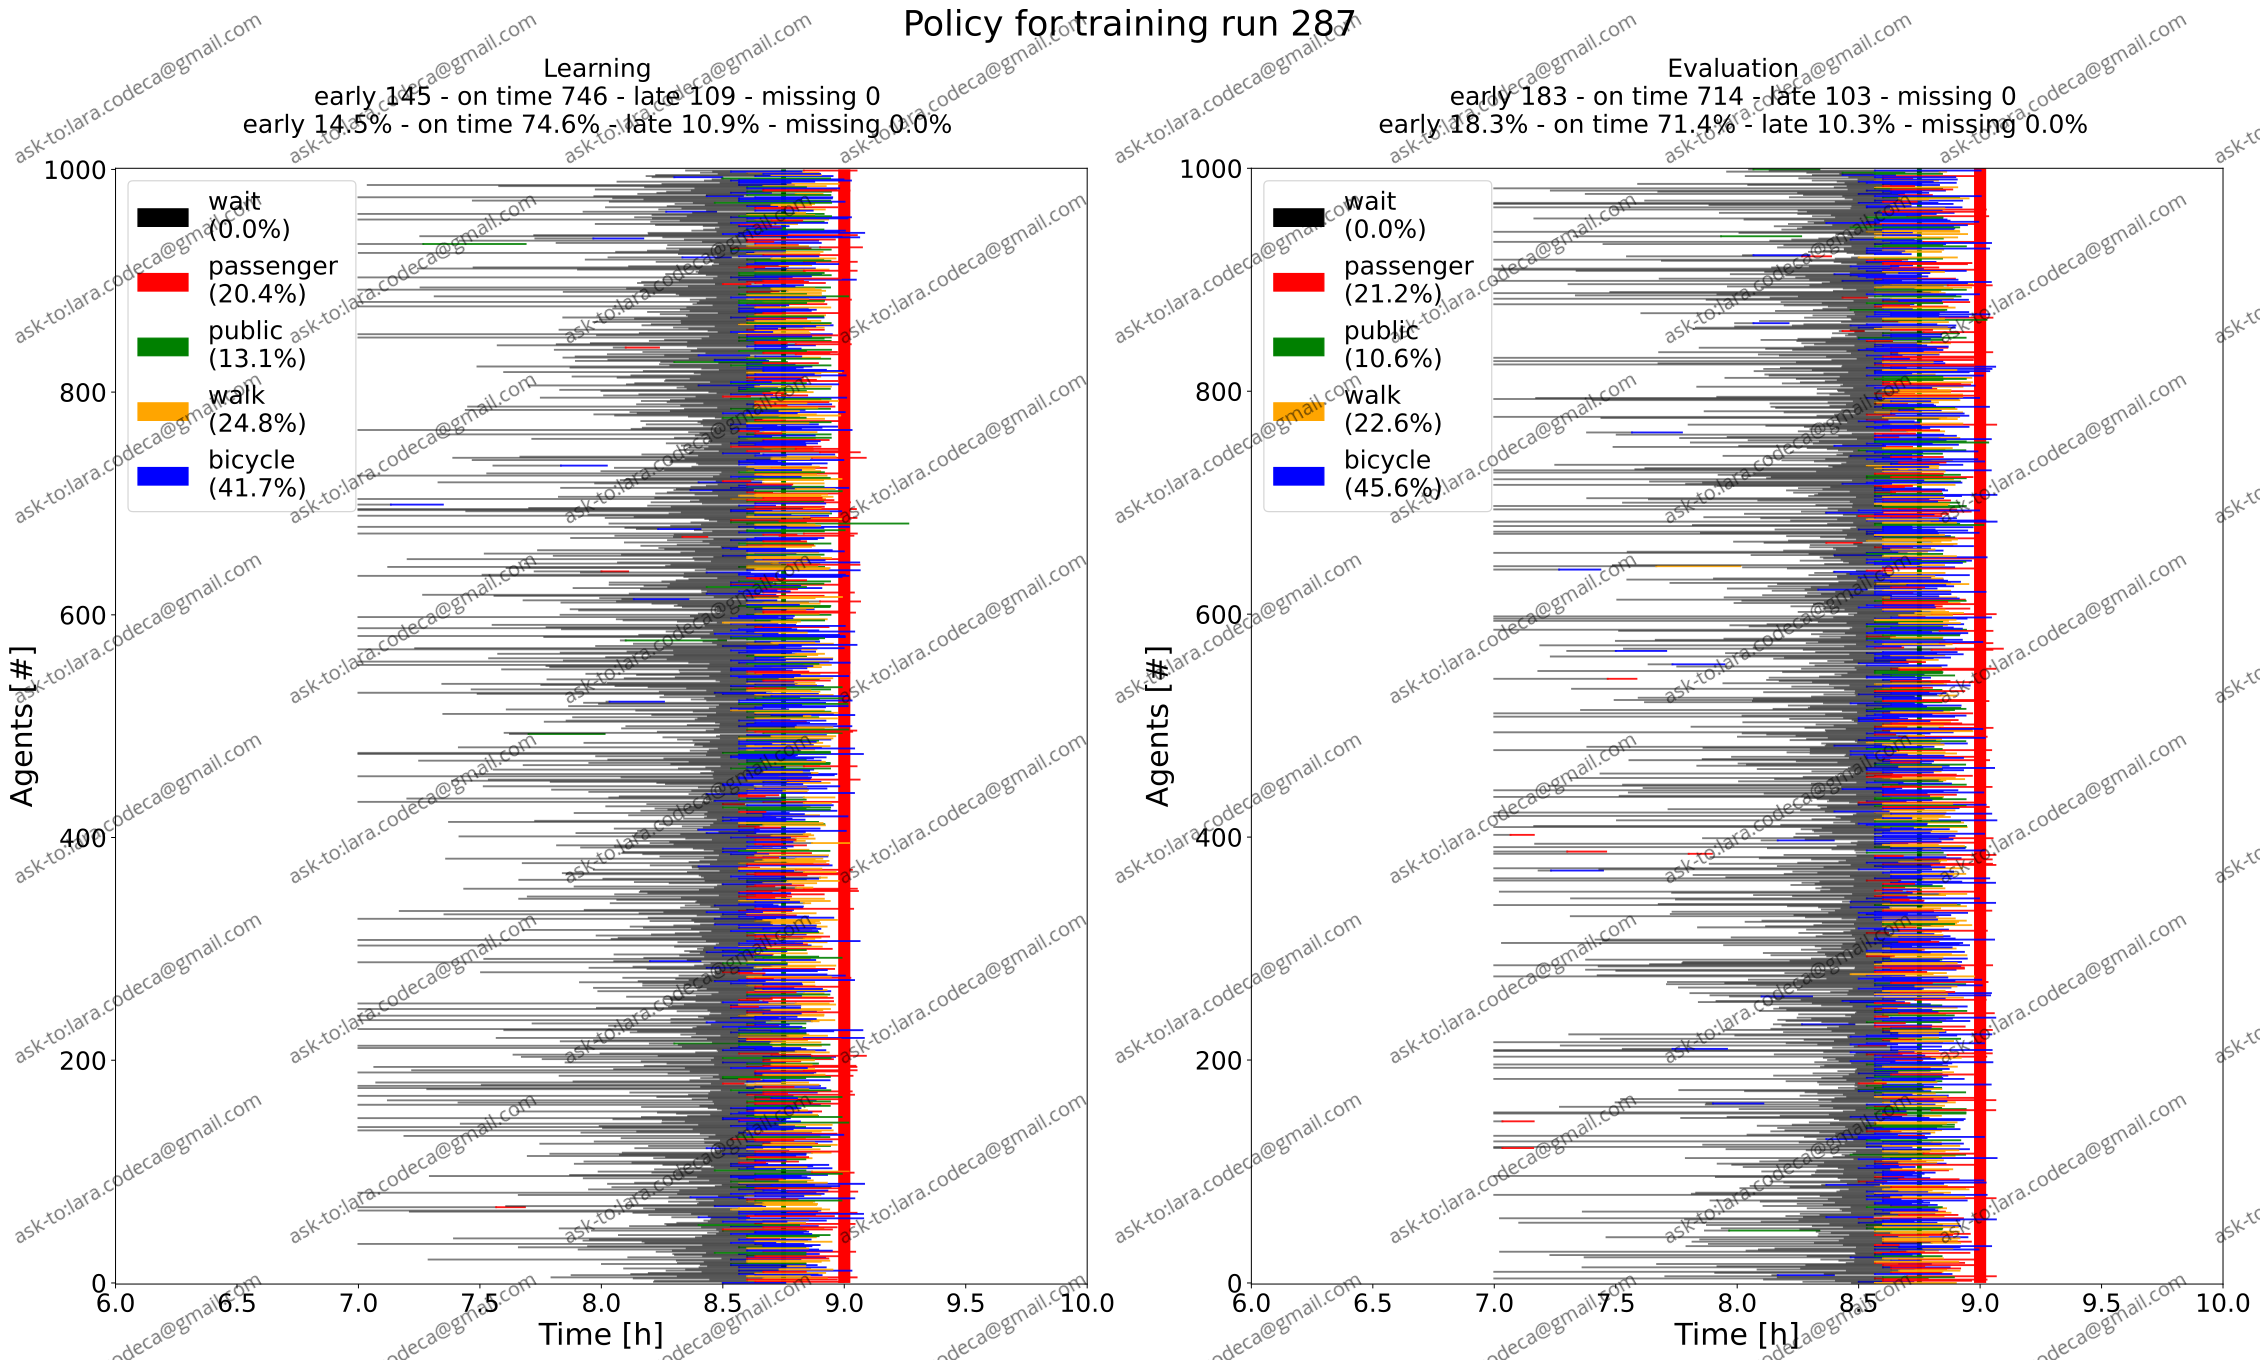 Policy for training run 287
Learning
early 145 - on time 746 - late 109 - missing 0
early 14.5% - on time 74.6% - late 10.9% - missing 0.0%
Evaluation
early 183 - on time 714 - late 103 - missing 0
early 18.3% - on time 71.4% - late 10.3% - missing 0.0%
Agents [#]
1000
800
600
400
200
0
wait
(0.0%)
passenger
(20.4%)
public
(13.1%)
walk
(24.8%)
bicycle
(41.7%)
6.0 6.5 7.0 7.5 8.0 8.5 9.0 9.5 10.0
Time [h]
Agents [#]
1000
800
600
400
200
0
wait
(0.0%)
passenger
(21.2%)
public
(10.6%)
walk
(22.6%)
bicycle
(45.6%)
6.0 6.5 7.0 7.5 8.0 8.5 9.0 9.5 10.0
Time [h]
ask-to:lara.codeca@gmail.com